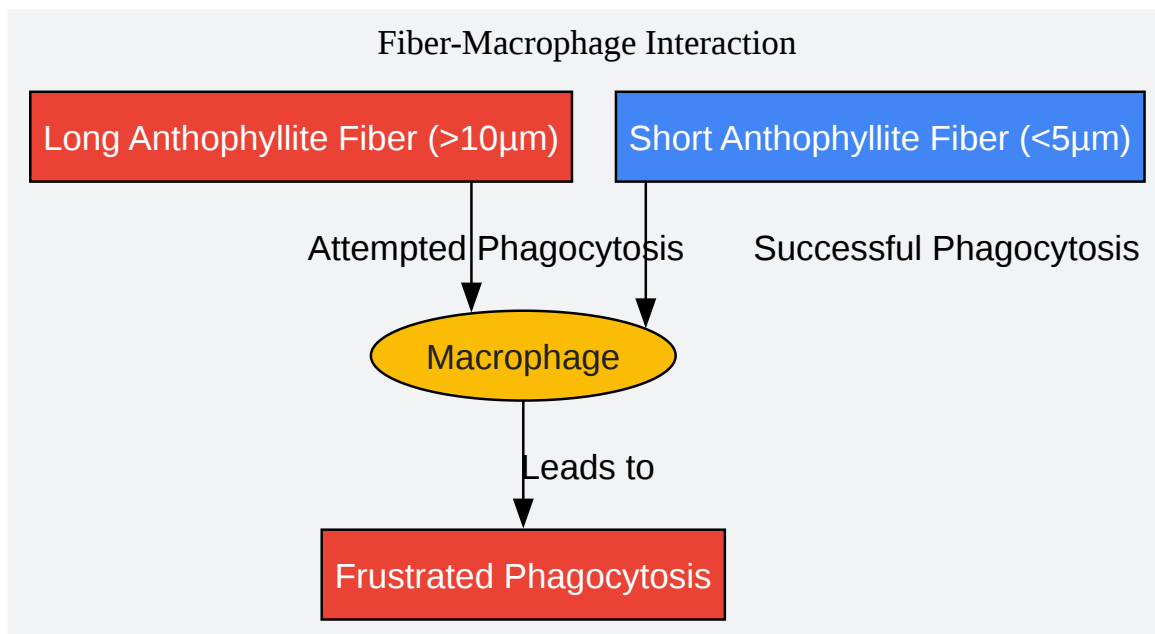 Fiber-Macrophage Interaction
Long Anthophyllite Fiber (>10µm)
Short Anthophyllite Fiber (<5µm)
Attempted Phagocytosis
Successful Phagocytosis
Macrophage
Leads to
Frustrated Phagocytosis